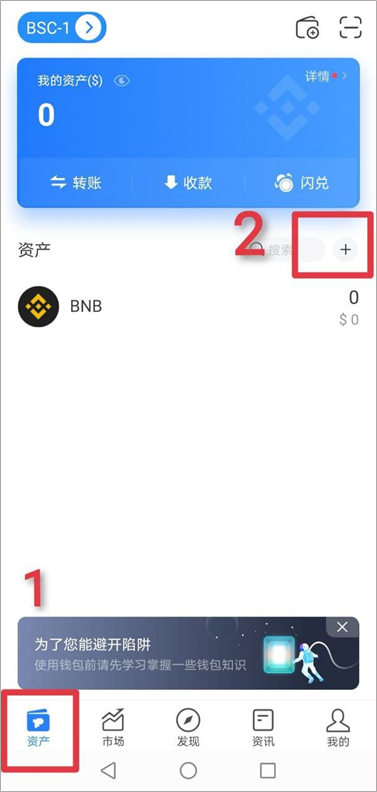 BSC-1
我的资产($)
详情
0
转账
收款
闪兑
2
资产
搜索
+
BNB
0
$ 0
1
为了您能避开陷阱
使用钱包前请先学习掌握一些钱包知识
资产
市场
发现
资讯
我的